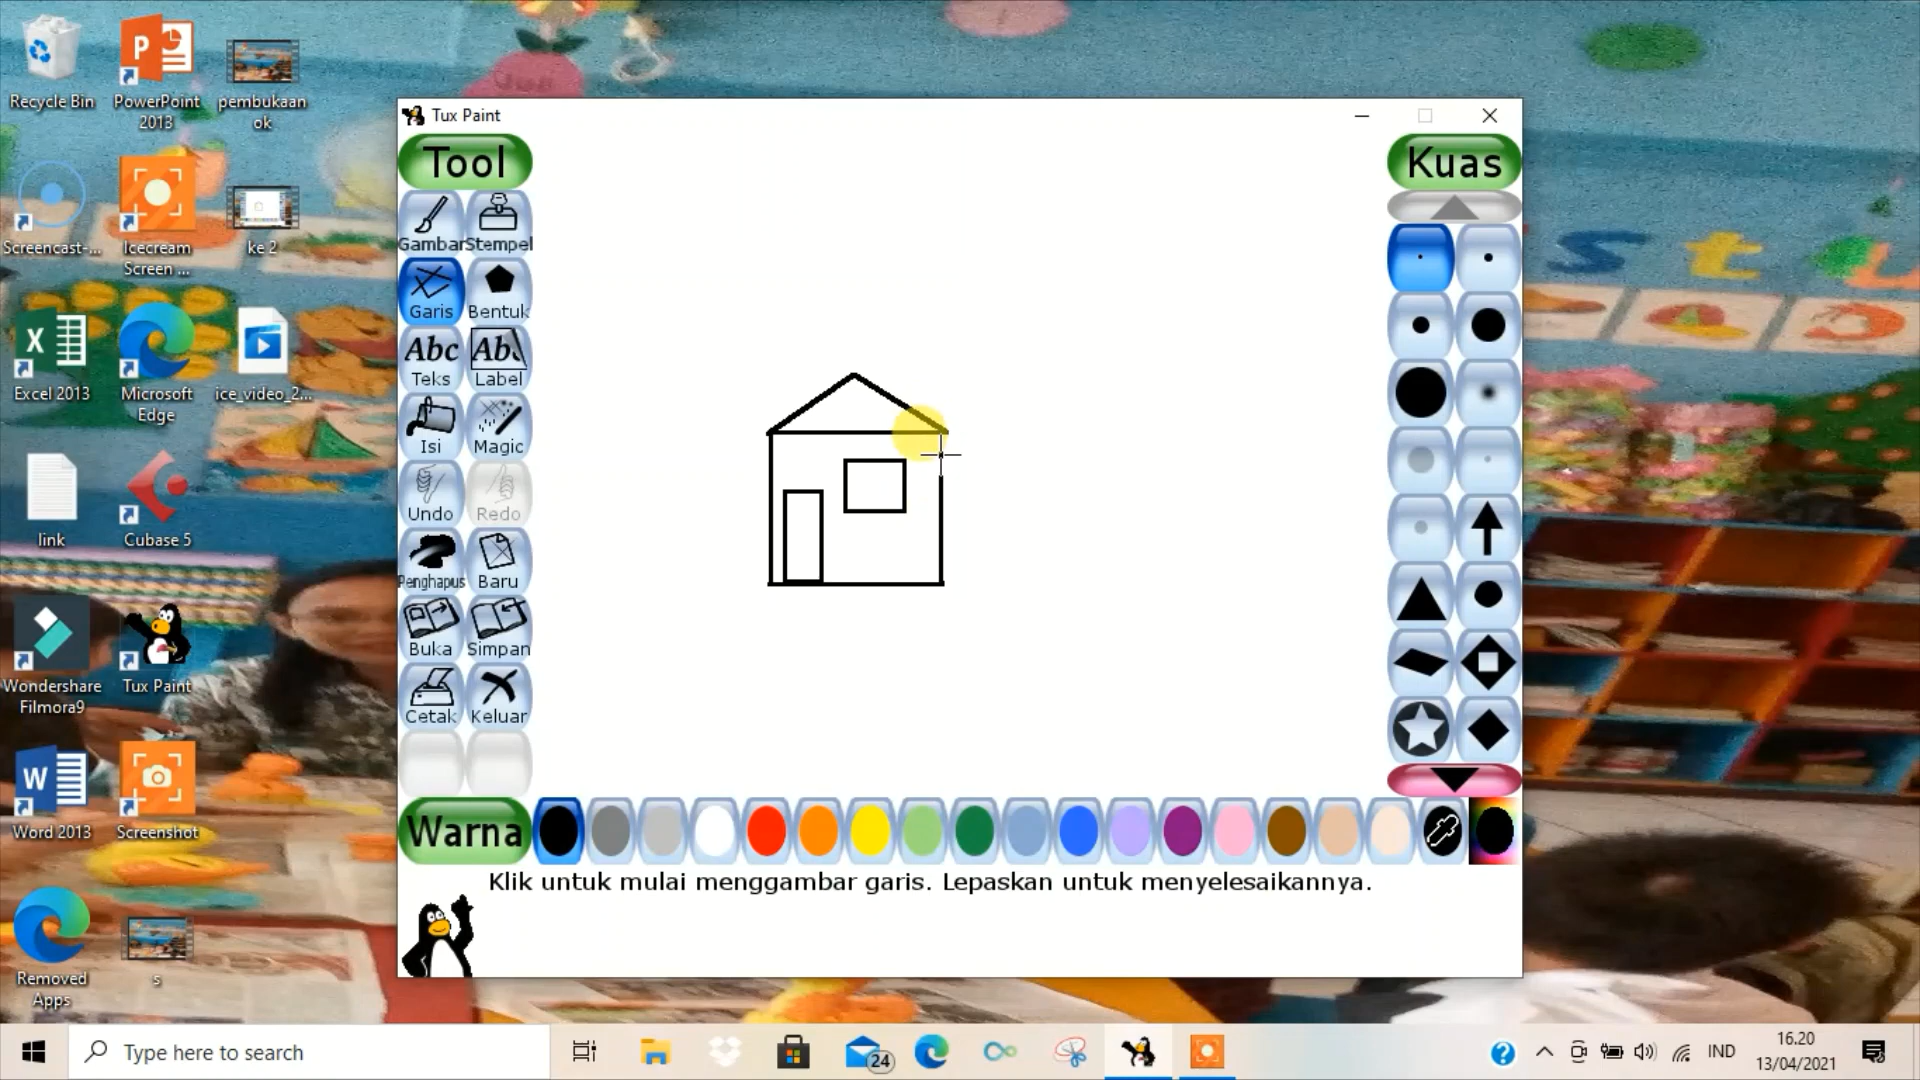 Recycle Bin
PowerPoint
2013
pembukaan
ok
Screencast-...
Icecream
Screen ...
ke 2
Excel 2013
Microsoft
Edge
ice_video_2...
link
Cubase 5
Wondershare
Filmora9
Tux Paint
Word 2013
Screenshot
Removed
Apps
s
Tux Paint
Tool
Kuas
Gambar
Stempel
Garis
Bentuk
Abc
Teks
Label
Isi
Magic
Undo
Redo
Penghapus
Baru
Buka
Simpan
Cetak
Keluar
Warna
Klik untuk mulai menggambar garis. Lepaskan untuk menyelesaikannya.
Type here to search
24
IND
16.20
13/04/2021